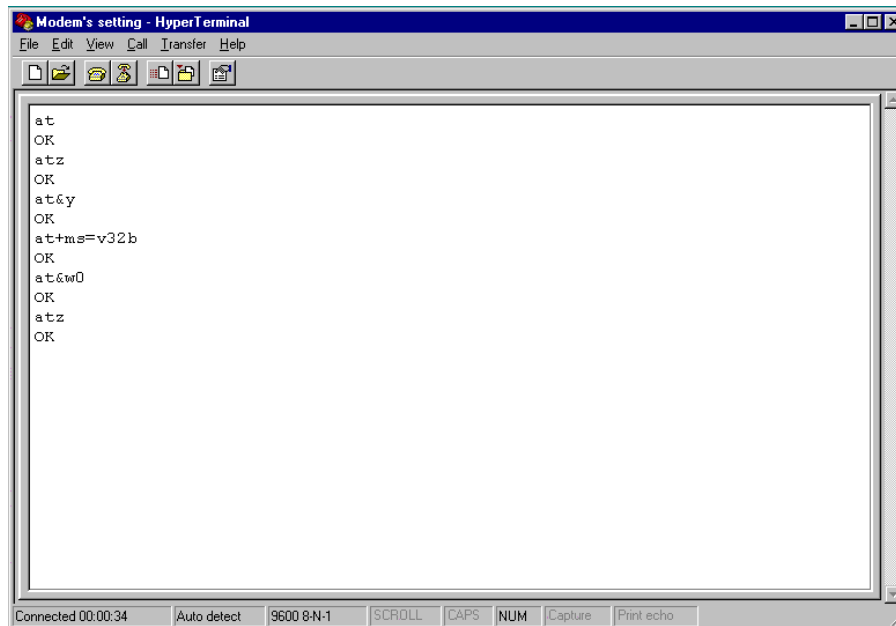 Modem's setting - HyperTerminal
File Edit View Call Transfer Help
at
OK
atz
OK
at&y
OK
at+ms=v32b
OK
at&w0
OK
atz
OK
Connected 00:00:34 Auto detect 9600 8-N-1 SCROLL CAPS NUM Capture Print echo